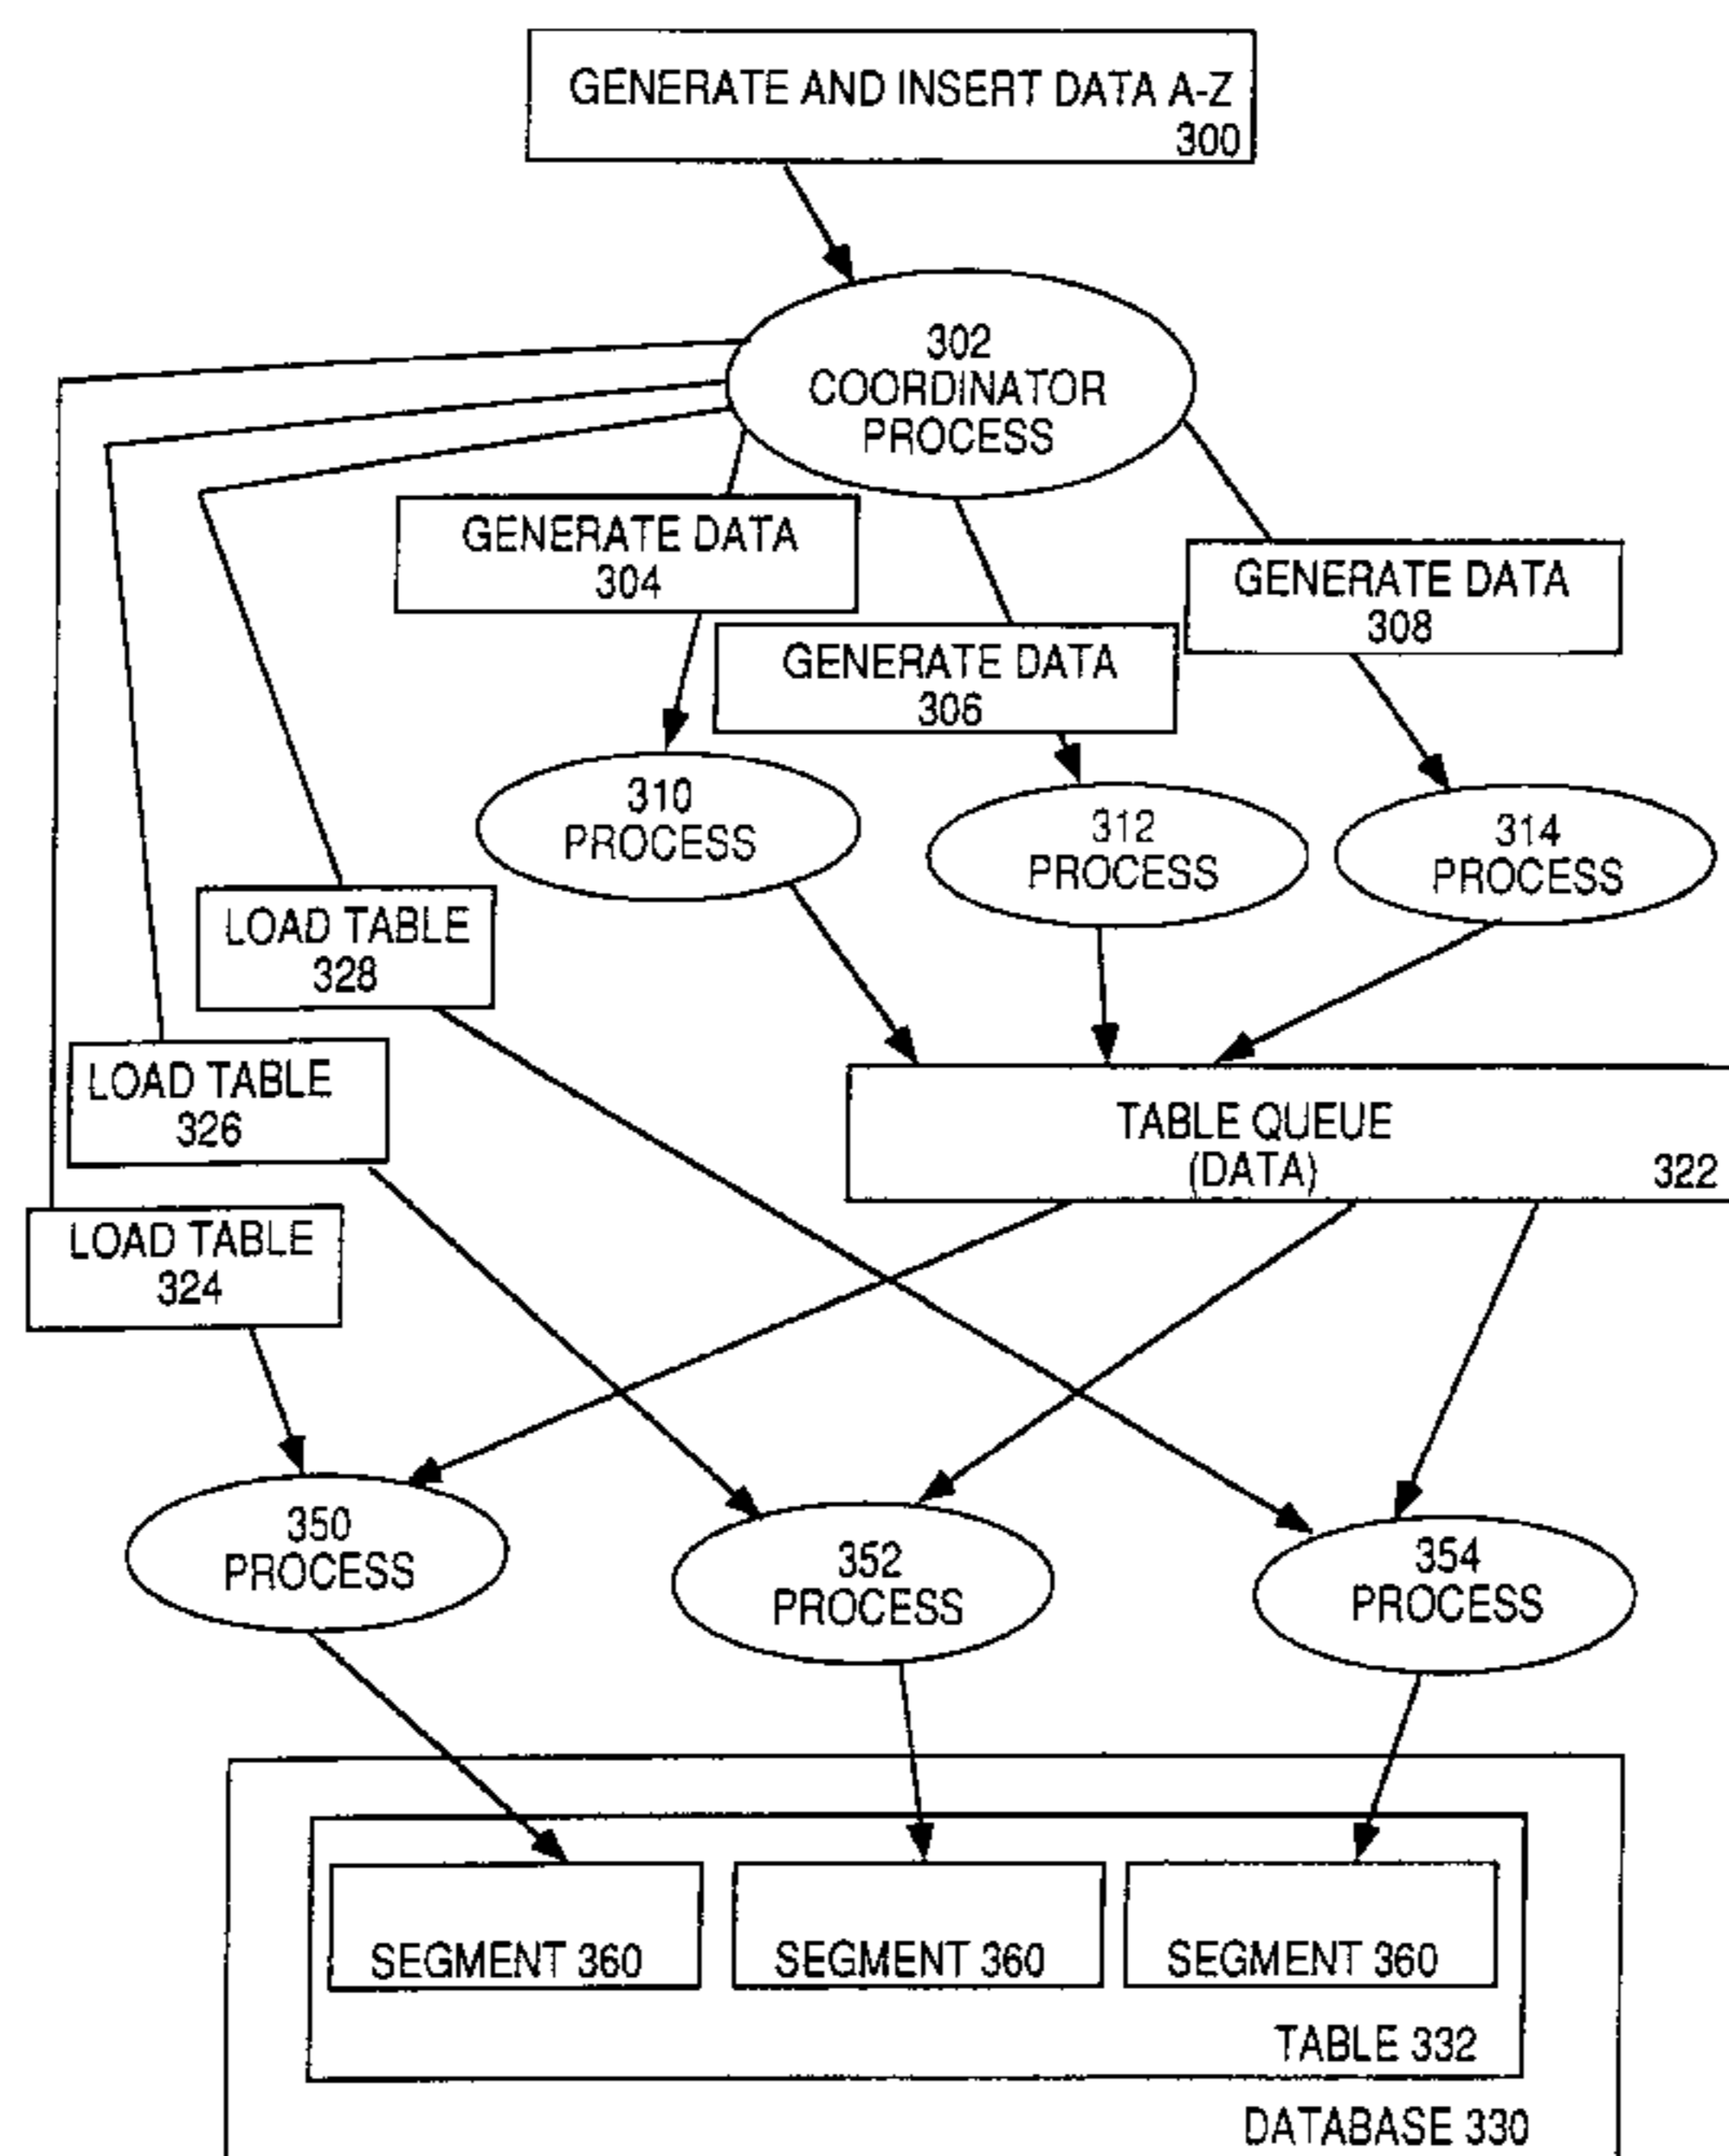 GENERATE AND INSERT DATA A-Z
300
302
COORDINATOR
PROCESS
GENERATE DATA
304
GENERATE DATA
308
GENERATE DATA
306
310
PROCESS
312
PROCESS
314
PROCESS
LOAD TABLE
328
LOAD TABLE
326
TABLE QUEUE
(DATA)
322
LOAD TABLE
324
350
PROCESS
352
PROCESS
354
PROCESS
SEGMENT 360
SEGMENT 360
SEGMENT 360
TABLE 332
DATABASE 330